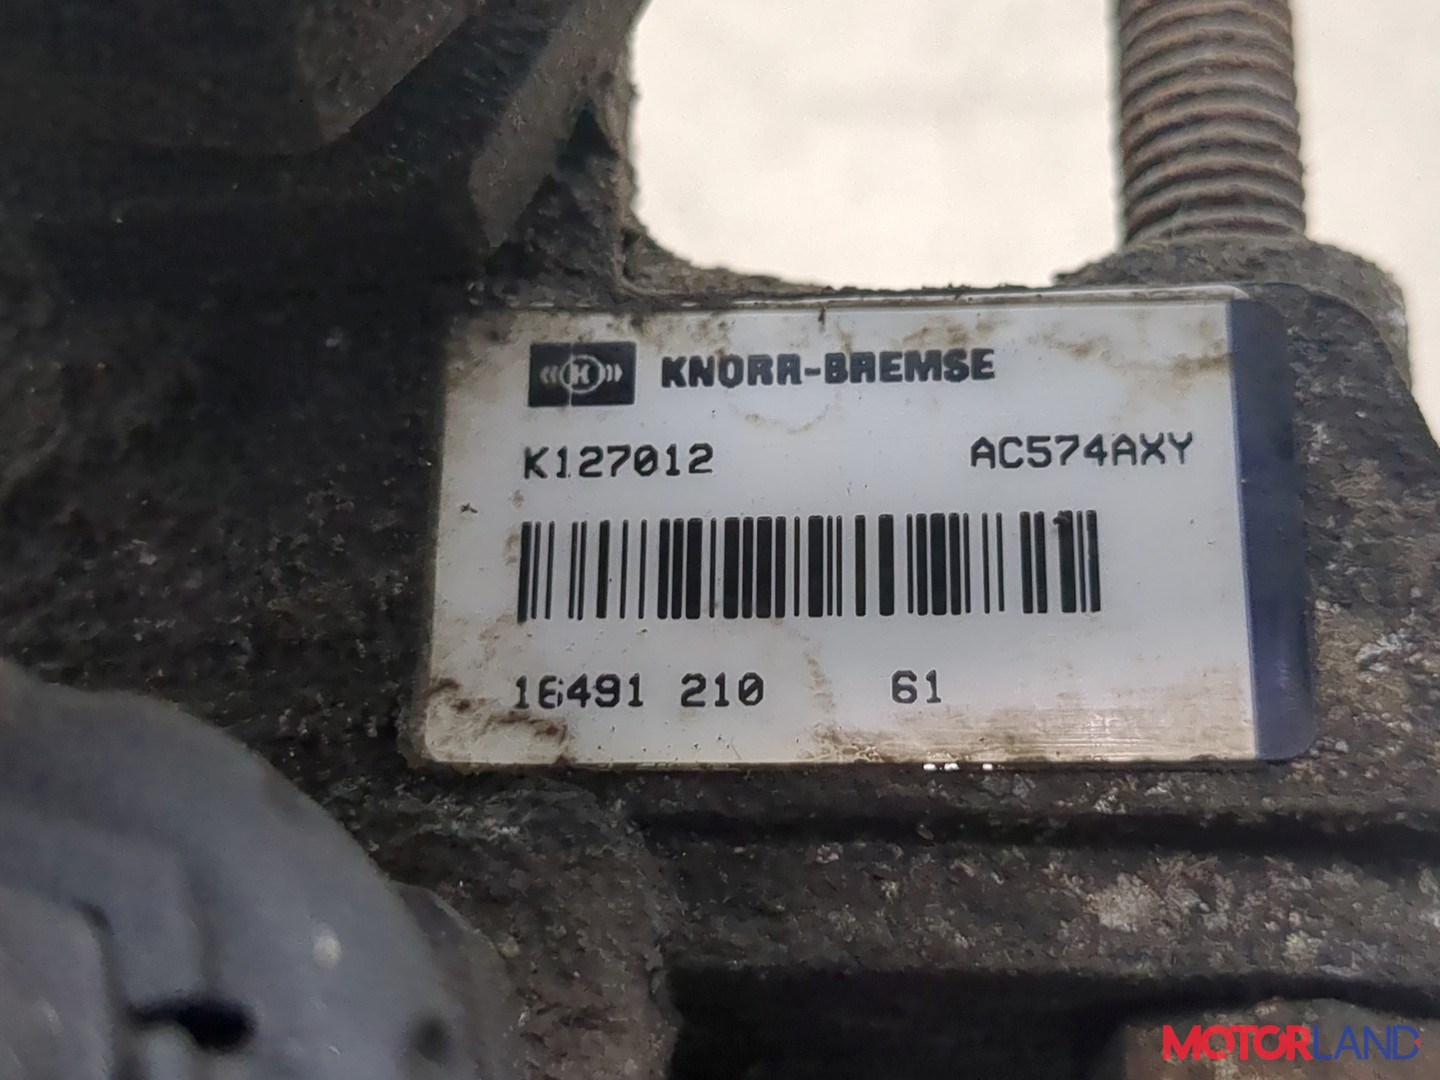 KNORR-BREMSE
K127012 AC574AXY
16491 210 61
MOTORLAND